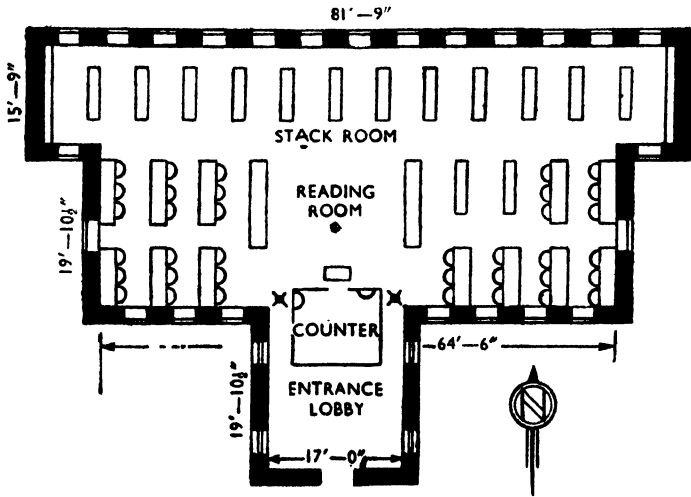 81′–9″
15′–9″
STACK ROOM
READING
ROOM
19′–10½″
COUNTER
64′–6″
19′–10½″
ENTRANCE
LOBBY
N
17′–0″